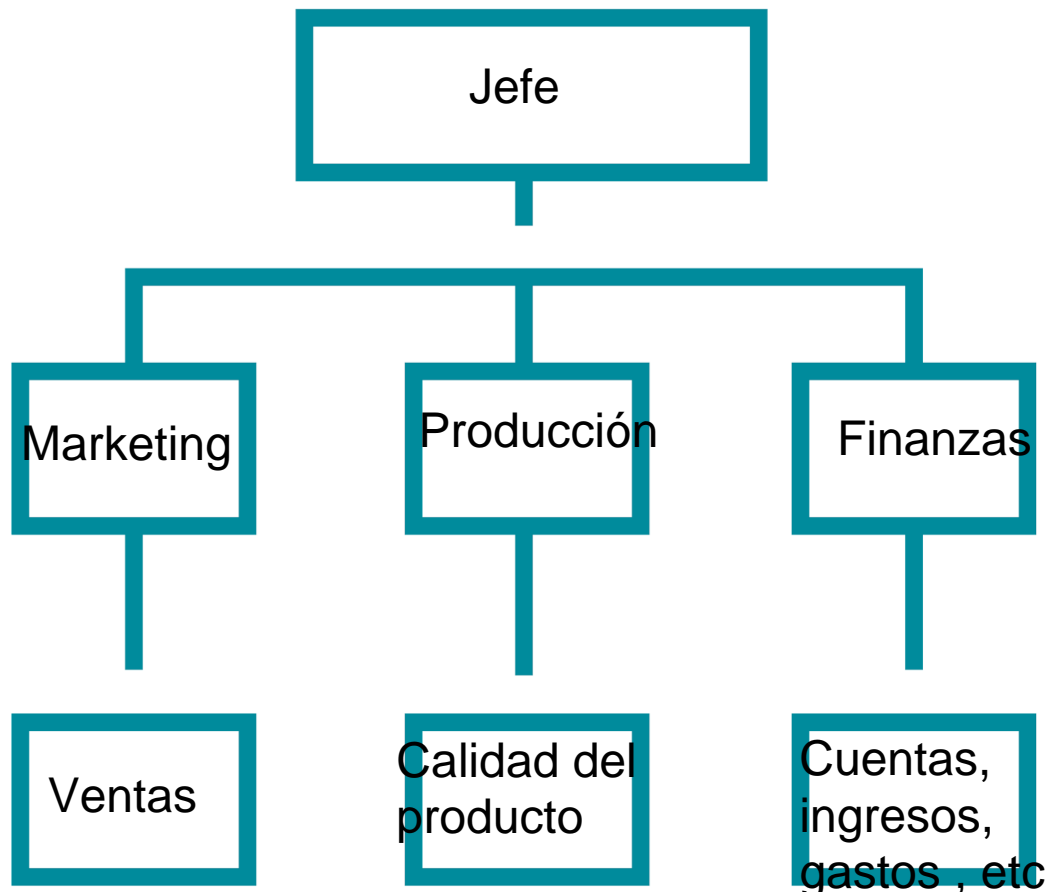 Jefe
Marketing
Producción
Finanzas
Ventas
Calidad del
producto
Cuentas,
ingresos,
gastos , etc